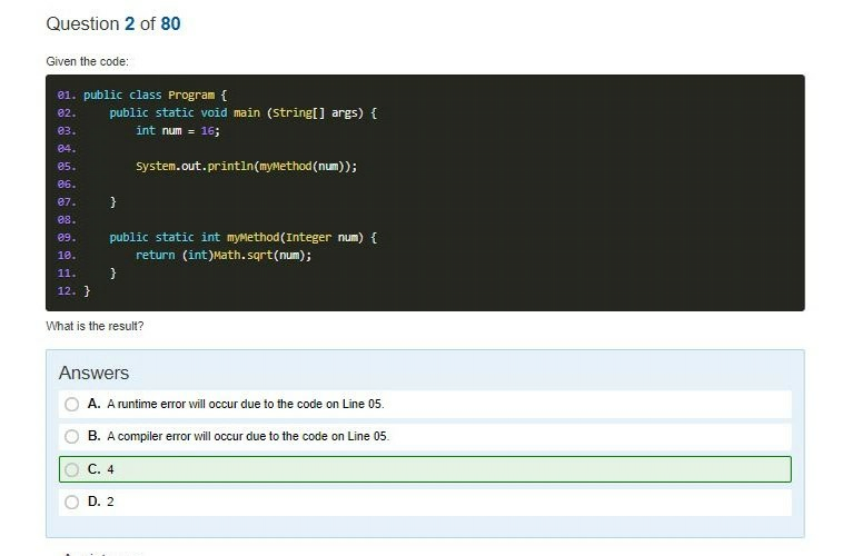 Question 2 of 80
Given the code:
01. public class Program {
02. public static void main (String[] args) {
03. int num = 16;
04.
05. System.out.println(myMethod(num));
06.
07. }
08.
09. public static int myMethod(Integer num) {
10. return (int)Math.sqrt(num);
11. }
12. }
What is the result?
Answers
A. A runtime error will occur due to the code on Line 05.
B. A compiler error will occur due to the code on Line 05.
C. 4
D. 2